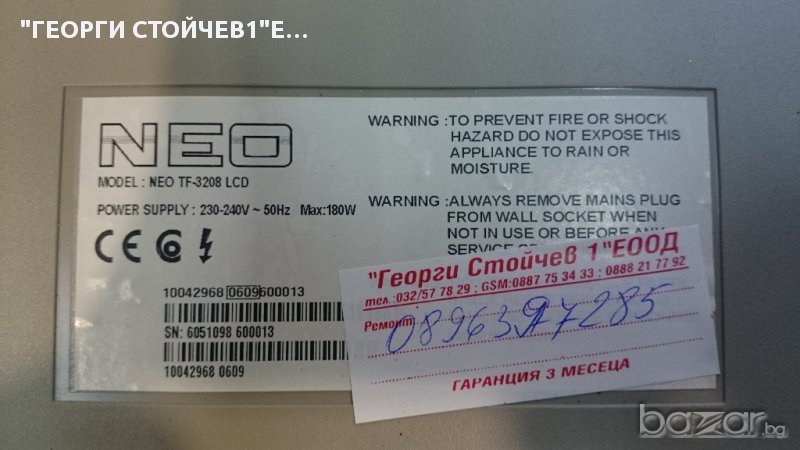 "ГЕОРГИ СТОЙЧЕВ1"Е...
NEO
MODEL : NEO TF-3208 LCD
POWER SUPPLY : 230-240V ~ 50Hz Max:180W
CE
WARNING :TO PREVENT FIRE OR SHOCK
HAZARD DO NOT EXPOSE THIS
APPLIANCE TO RAIN OR
MOISTURE.
WARNING :ALWAYS REMOVE MAINS PLUG
FROM WALL SOCKET WHEN
NOT IN USE OR BEFORE ANY
SERVICE
10042968 0609600013
SN: 6051098 600013
10042968 0609
"Георги Стойчев 1"ЕООД
тел.:032/57 78 29 ; GSM:0887 75 34 33 ; 0888 21 77 92
Ремонт
ГАРАНЦИЯ 3 МЕСЕЦА
bazar.bg